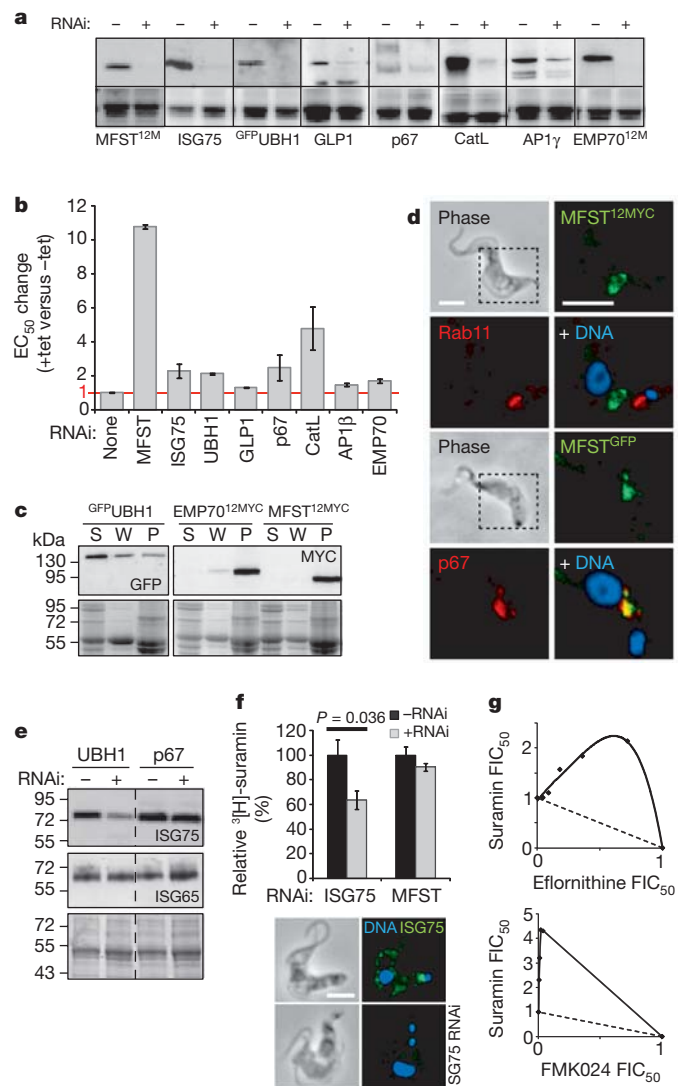 a
RNAi: – + – + – + – + – + – + – + – +
MFST12M ISG75 GFPUBH1 GLP1 p67 CatL AP1γ EMP7012M
b
EC50 change
(+tet versus –tet)
12
10
8
6
4
2
1
0
RNAi:
None
MFST
ISG75
UBH1
GLP1
p67
CatL
AP1β
EMP70
c
GFPUBH1 EMP7012MYC MFST12MYC
kDa S W P S W P S W P
130
95
GFP
MYC
95
72
55
d
Phase
MFST12MYC
Rab11
+ DNA
Phase
MFSTGFP
p67
+ DNA
e
UBH1 p67
RNAi: – + – +
95
72
55
ISG75
72
55
ISG65
72
55
43
f
P = 0.036
–RNAi
+RNAi
Relative 3[H]-suramin
(%)
120
100
80
60
40
20
0
RNAi: ISG75 MFST
DNA ISG75
SG75 RNAi
g
Suramin FIC50
2
1
0
0 1
Eflornithine FIC50
Suramin FIC50
5
4
3
2
1
0
0 1
FMK024 FIC50